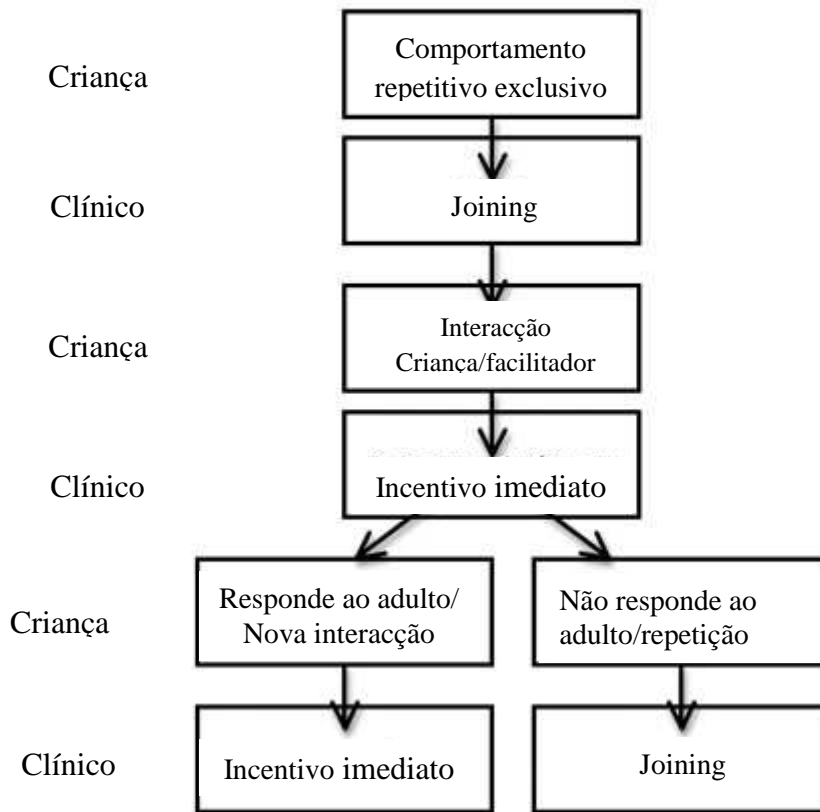 Criança
Comportamento
repetitivo exclusivo
Clínico
Joining
Criança
Interacção
Criança/facilitador
Clínico
Incentivo imediato
Criança
Responde ao adulto/
Nova interacção
Não responde ao
adulto/repetição
Clínico
Incentivo imediato
Joining